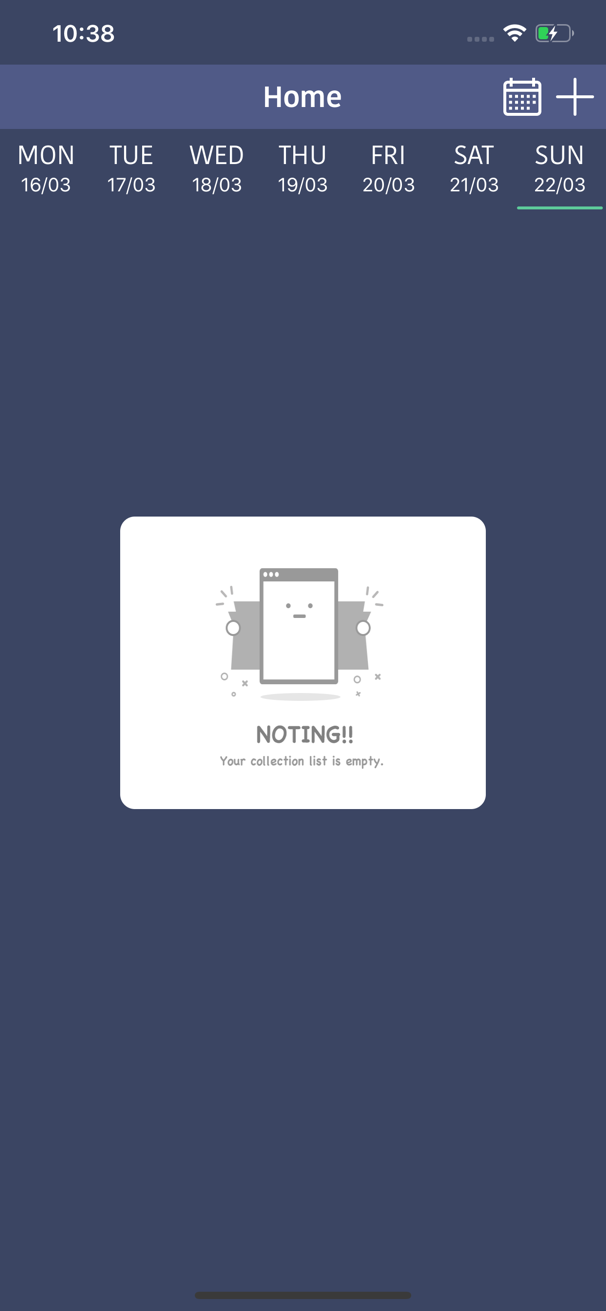 10:38
Home
MON TUE WED THU FRI SAT SUN
16/03 17/03 18/03 19/03 20/03 21/03 22/03
NOTING!!
Your collection list is empty.